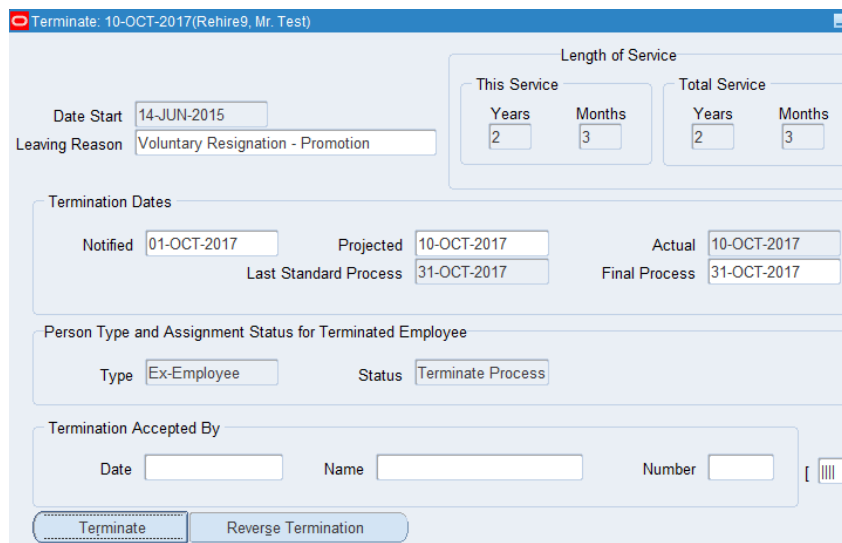 Terminate: 10-OCT-2017(Rehire9, Mr. Test)
Length of Service
This Service Total Service
Years Months Years Months
Date Start 14-JUN-2015 2 3 2 3
Leaving Reason Voluntary Resignation - Promotion
Termination Dates
Notified 01-OCT-2017 Projected 10-OCT-2017 Actual 10-OCT-2017
Last Standard Process 31-OCT-2017 Final Process 31-OCT-2017
Person Type and Assignment Status for Terminated Employee
Type Ex-Employee Status Terminate Process
Termination Accepted By
Date Name Number [
Terminate Reverse Termination